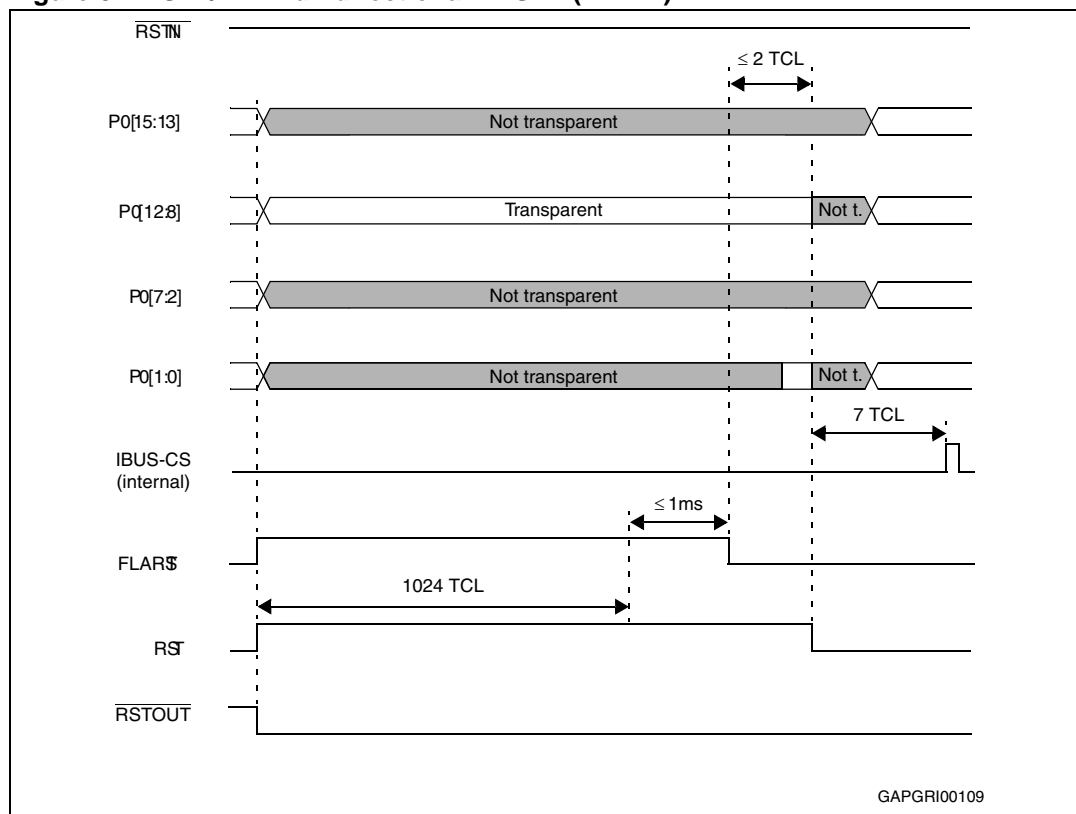 RSTIN
≤ 2 TCL
P0[15:13]
Not transparent
P0[12:8]
Transparent
Not t.
P0[7:2]
Not transparent
P0[1:0]
Not transparent
Not t.
7 TCL
IBUS-CS
(internal)
≤ 1ms
FLARST
1024 TCL
RST
RSTOUT
GAPGRI00109